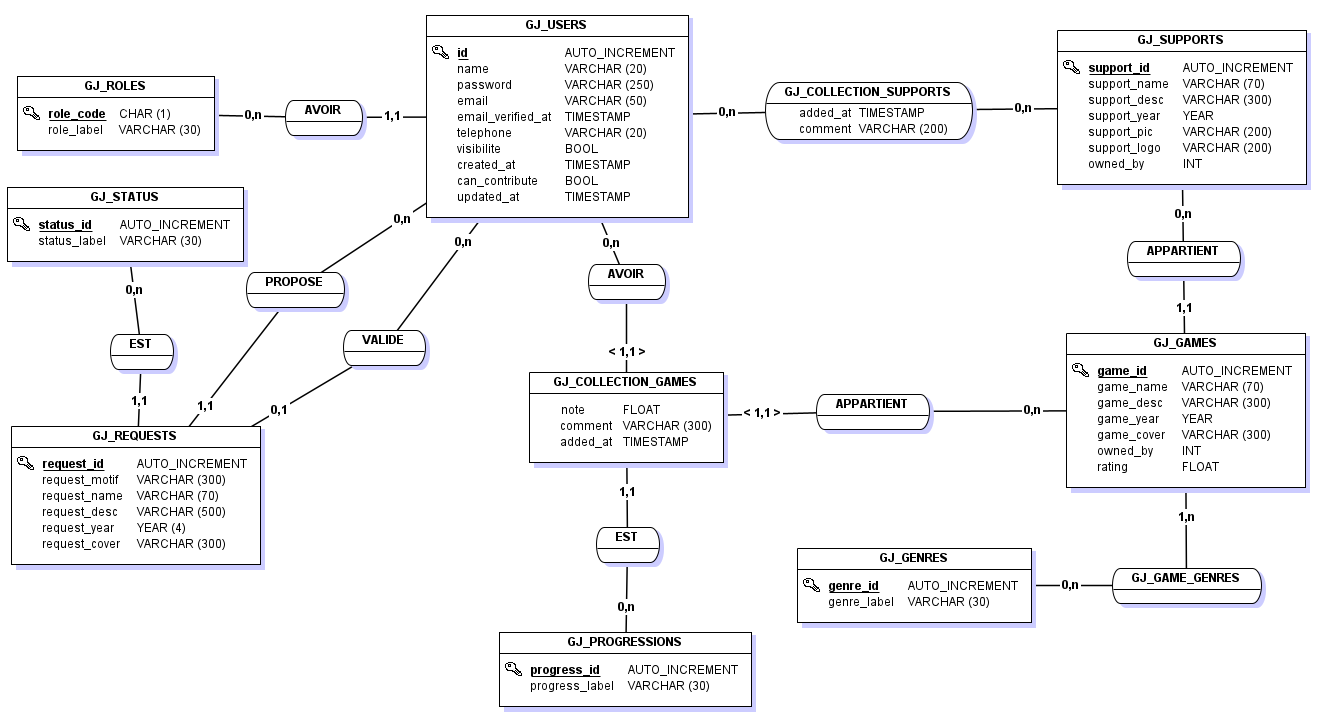 GJ_USERS
id AUTO_INCREMENT
name VARCHAR (20)
password VARCHAR (250)
email VARCHAR (50)
email_verified_at TIMESTAMP
telephone VARCHAR (20)
visibilite BOOL
created_at TIMESTAMP
can_contribute BOOL
updated_at TIMESTAMP
GJ_SUPPORTS
support_id AUTO_INCREMENT
support_name VARCHAR (70)
support_desc VARCHAR (300)
support_year YEAR
support_pic VARCHAR (200)
support_logo VARCHAR (200)
owned_by INT
GJ_ROLES
role_code CHAR (1)
role_label VARCHAR (30)
0,n
AVOIR
1,1
0,n
GJ_COLLECTION_SUPPORTS
added_at TIMESTAMP
comment VARCHAR (200)
0,n
GJ_STATUS
status_id AUTO_INCREMENT
status_label VARCHAR (30)
0,n
EST
1,1
0,n
PROPOSE
1,1
0,n
VALIDE
0,1
0,n
AVOIR
< 1,1 >
0,n
APPARTIENT
1,1
GJ_GAMES
game_id AUTO_INCREMENT
game_name VARCHAR (70)
game_desc VARCHAR (300)
game_year YEAR
game_cover VARCHAR (300)
owned_by INT
rating FLOAT
GJ_COLLECTION_GAMES
note FLOAT
comment VARCHAR (300)
added_at TIMESTAMP
< 1,1 >
APPARTIENT
0,n
GJ_REQUESTS
request_id AUTO_INCREMENT
request_motif VARCHAR (300)
request_name VARCHAR (70)
request_desc VARCHAR (500)
request_year YEAR (4)
request_cover VARCHAR (300)
1,1
EST
0,n
1,n
GJ_GENRES
genre_id AUTO_INCREMENT
genre_label VARCHAR (30)
0,n
GJ_GAME_GENRES
GJ_PROGRESSIONS
progress_id AUTO_INCREMENT
progress_label VARCHAR (30)